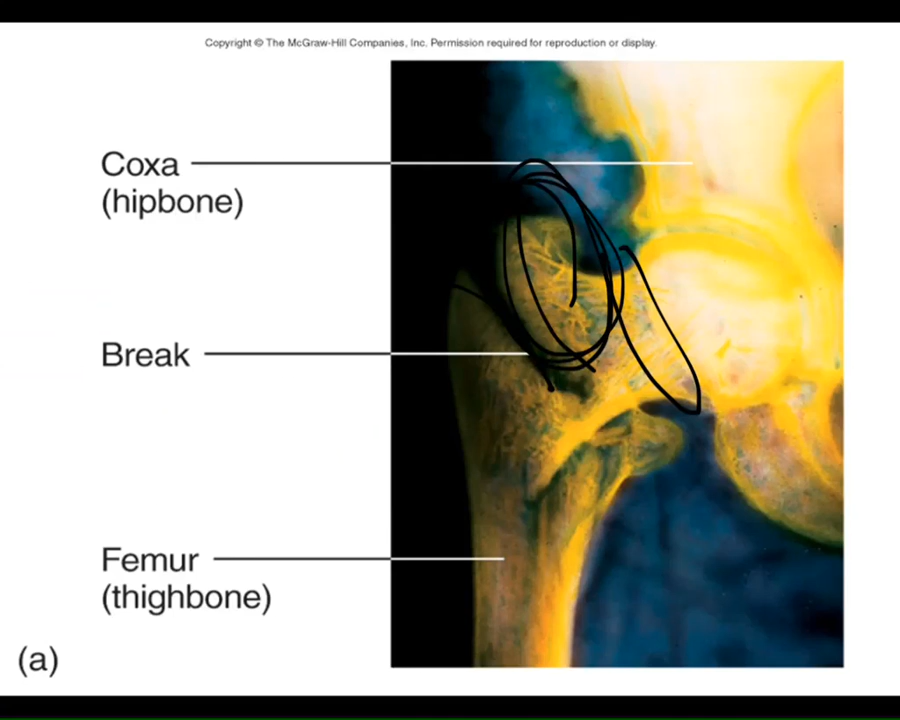 Copyright © The McGraw-Hill Companies, Inc. Permission required for reproduction or display.
Coxa
(hipbone)
Break
Femur
(thighbone)
(a)